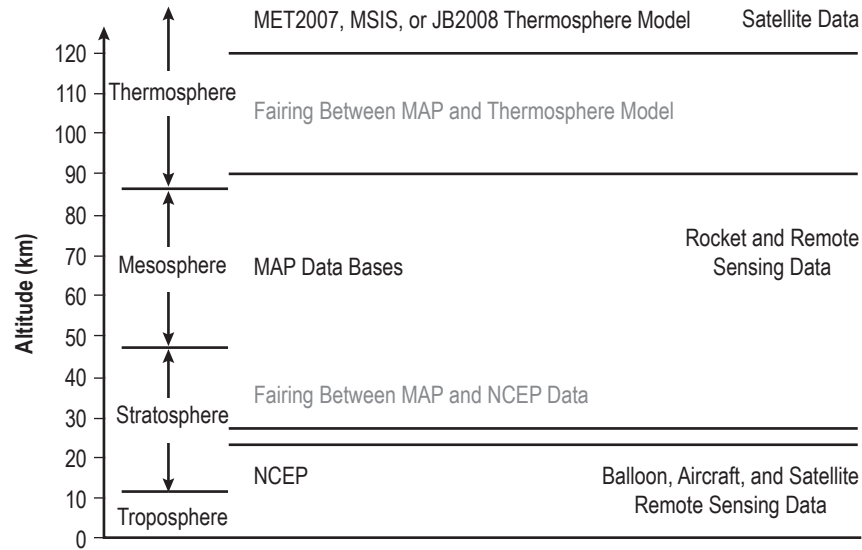 MET2007, MSIS, or JB2008 Thermosphere Model
Satellite Data
120
110
Thermosphere
Fairing Between MAP and Thermosphere Model
100
90
80
Rocket and Remote
Sensing Data
70
Mesosphere
MAP Data Bases
60
50
40
Fairing Between MAP and NCEP Data
Stratosphere
30
20
NCEP
Balloon, Aircraft, and Satellite
Remote Sensing Data
10
Troposphere
0
Altitude (km)